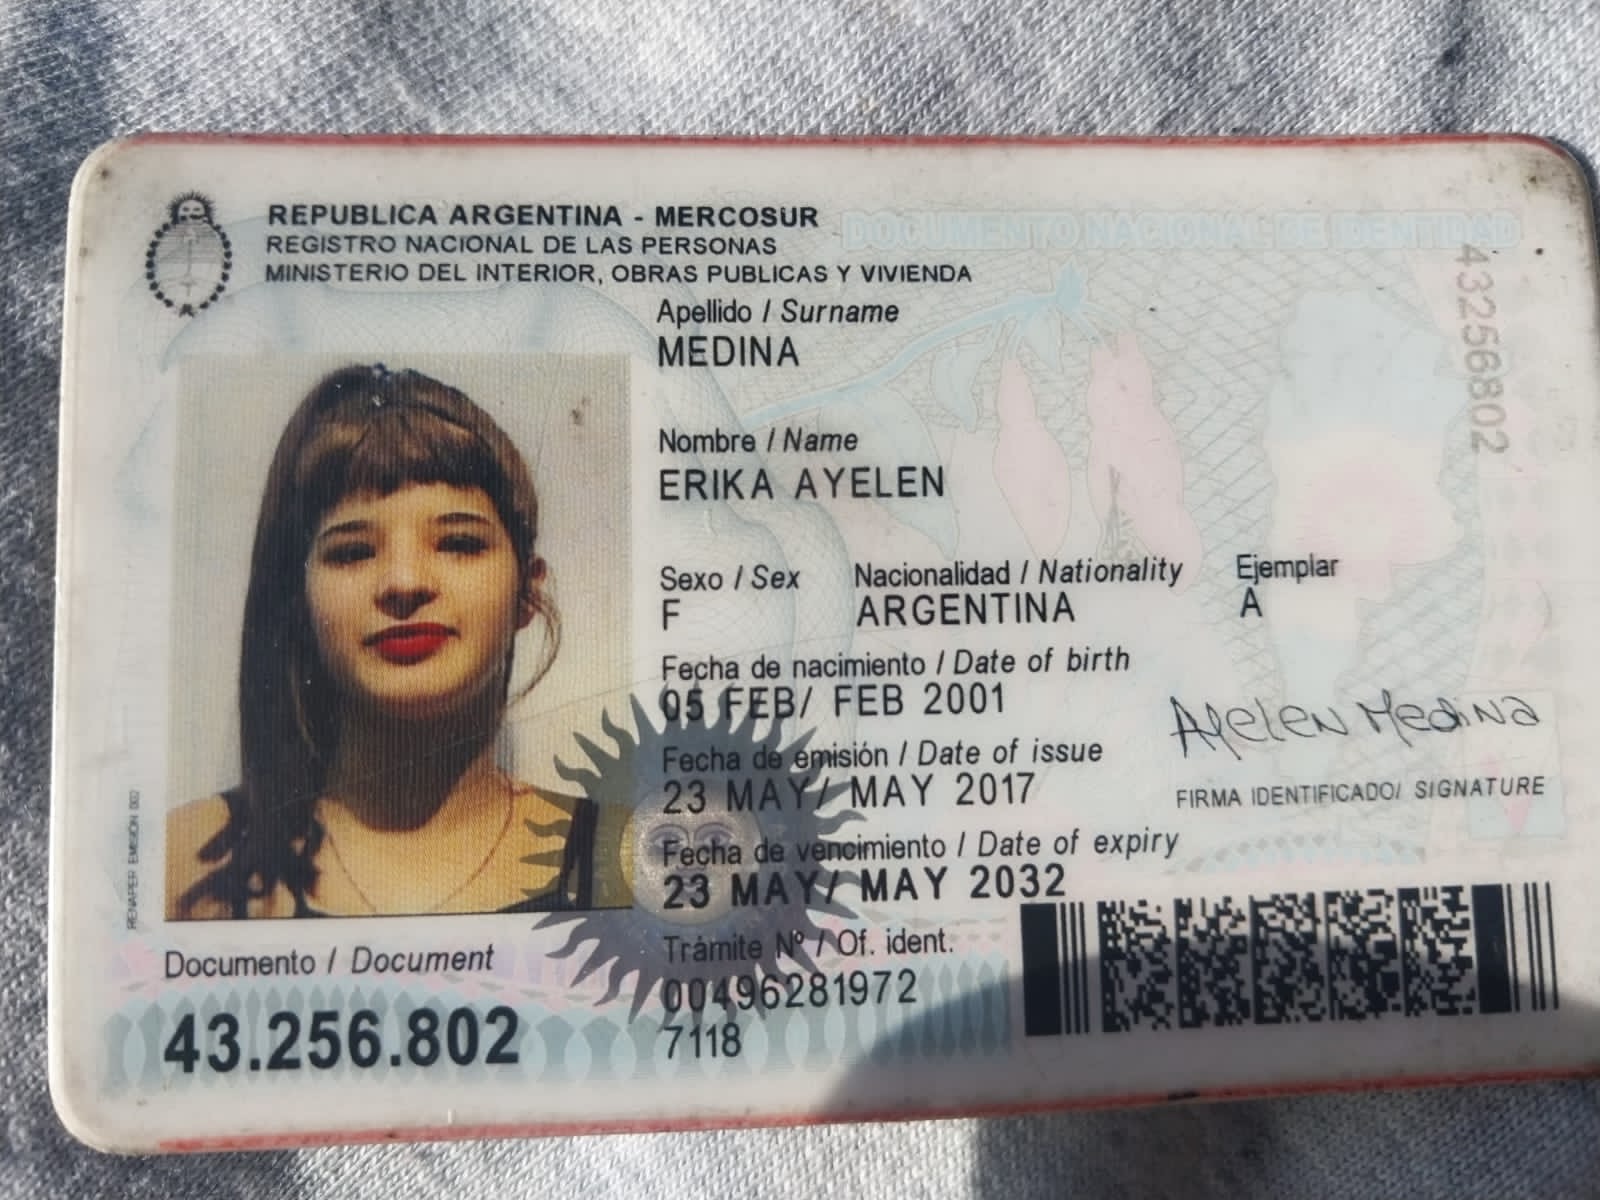 REPUBLICA ARGENTINA - MERCOSUR
REGISTRO NACIONAL DE LAS PERSONAS
MINISTERIO DEL INTERIOR, OBRAS PUBLICAS Y VIVIENDA
DOCUMENTO NACIONAL DE IDENTIDAD
43256802
Apellido / Surname
MEDINA
Nombre / Name
ERIKA AYELEN
Sexo / Sex Nacionalidad / Nationality Ejemplar
F ARGENTINA A
Fecha de nacimiento / Date of birth
05 FEB/ FEB 2001
Fecha de emisión / Date of issue
23 MAY/ MAY 2017
Ayelen Medina
FIRMA IDENTIFICADO/ SIGNATURE
Fecha de vencimiento / Date of expiry
23 MAY/ MAY 2032
Trámite Nº / Of. ident.
00496281972
7118
RENAPER EMISIÓN 002
Documento / Document
43.256.802